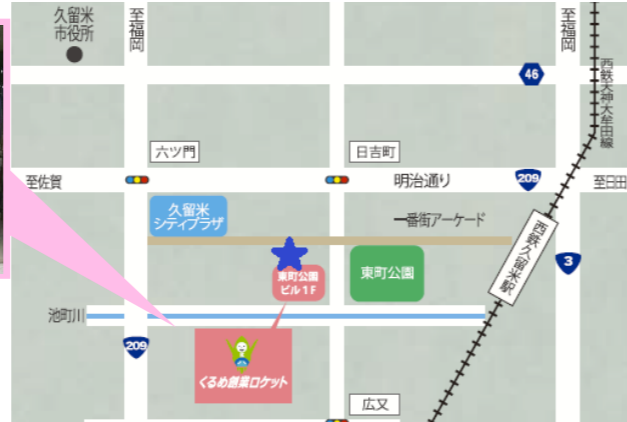 久留米
市役所
至福岡
至福岡
46
西鉄天神大牟田線
六ツ門
日吉町
至佐賀
明治通り
209
至日田
久留米
シティプラザ
一番街アーケード
西鉄久留米駅
東町公園
ビル1F
東町公園
3
池町川
209
くるめ創業ロケット
広又